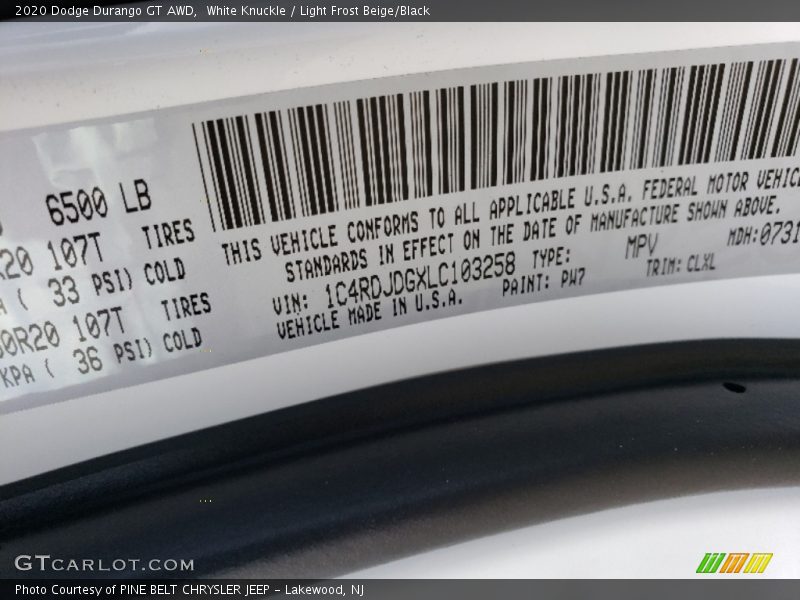 2020 Dodge Durango GT AWD, White Knuckle / Light Frost Beige/Black
6500 LB
R20 107T TIRES
( 33 PSI) COLD
50R20 107T TIRES
KPA ( 36 PSI) COLD
THIS VEHICLE CONFORMS TO ALL APPLICABLE U.S.A. FEDERAL MOTOR VEHIC
STANDARDS IN EFFECT ON THE DATE OF MANUFACTURE SHOWN ABOVE.
VIN: 1C4RDJDGXLC103258 TYPE: MPV MDH:0731
VEHICLE MADE IN U.S.A. PAINT: PW7 TRIM: CLXL
GTCARLOT.COM
Photo Courtesy of PINE BELT CHRYSLER JEEP - Lakewood, NJ